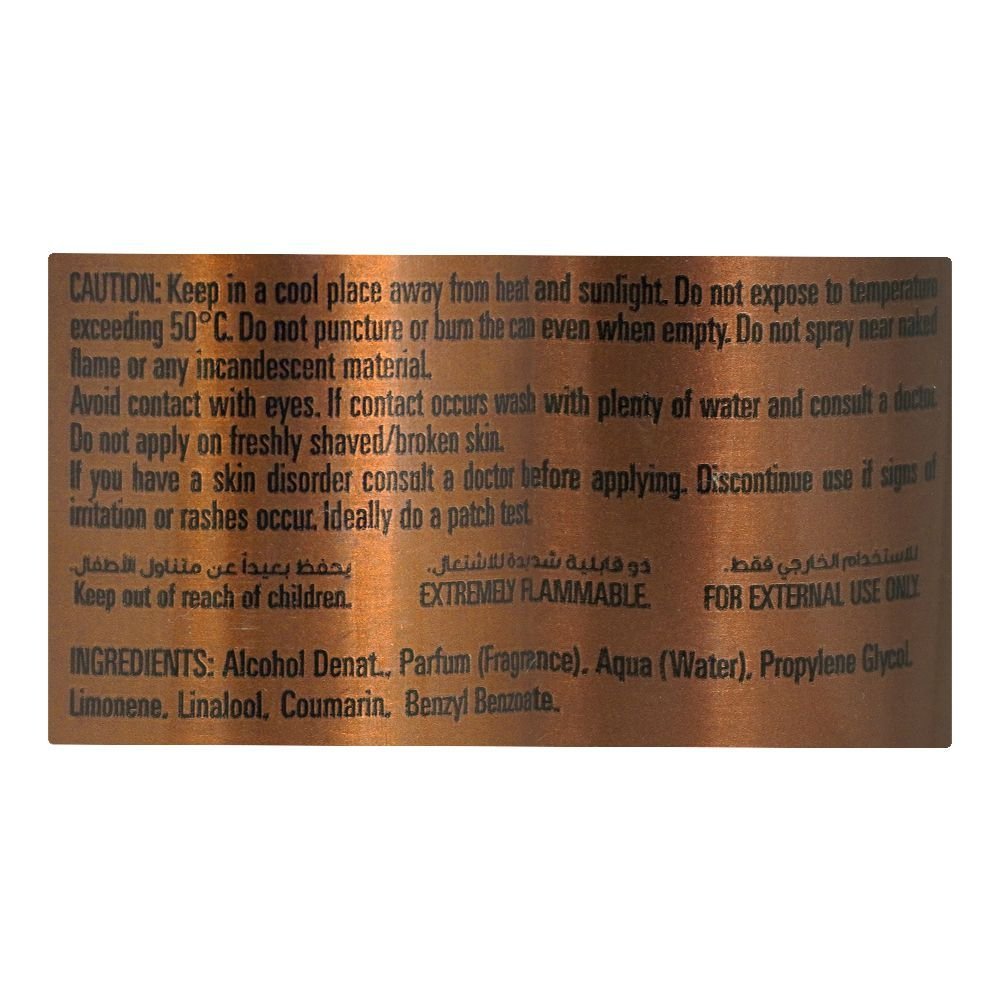 CAUTION: Keep in a cool place away from heat and sunlight. Do not expose to temperature
exceeding 50°C. Do not puncture or burn the can even when empty. Do not spray near naked
flame or any incandescent material.
Avoid contact with eyes. If contact occurs wash with plenty of water and consult a doctor.
Do not apply on freshly shaved/broken skin.
If you have a skin disorder consult a doctor before applying. Discontinue use if signs of
irritation or rashes occur. Ideally do a patch test.
يحفظ بعيداً عن متناول الأطفال.
Keep out of reach of children.
ذو قابلية شديدة للاشتعال.
EXTREMELY FLAMMABLE.
للاستخدام الخارجي فقط.
FOR EXTERNAL USE ONLY.
INGREDIENTS: Alcohol Denat., Parfum (Fragrance), Aqua (Water), Propylene Glycol,
Limonene, Linalool, Coumarin, Benzyl Benzoate.